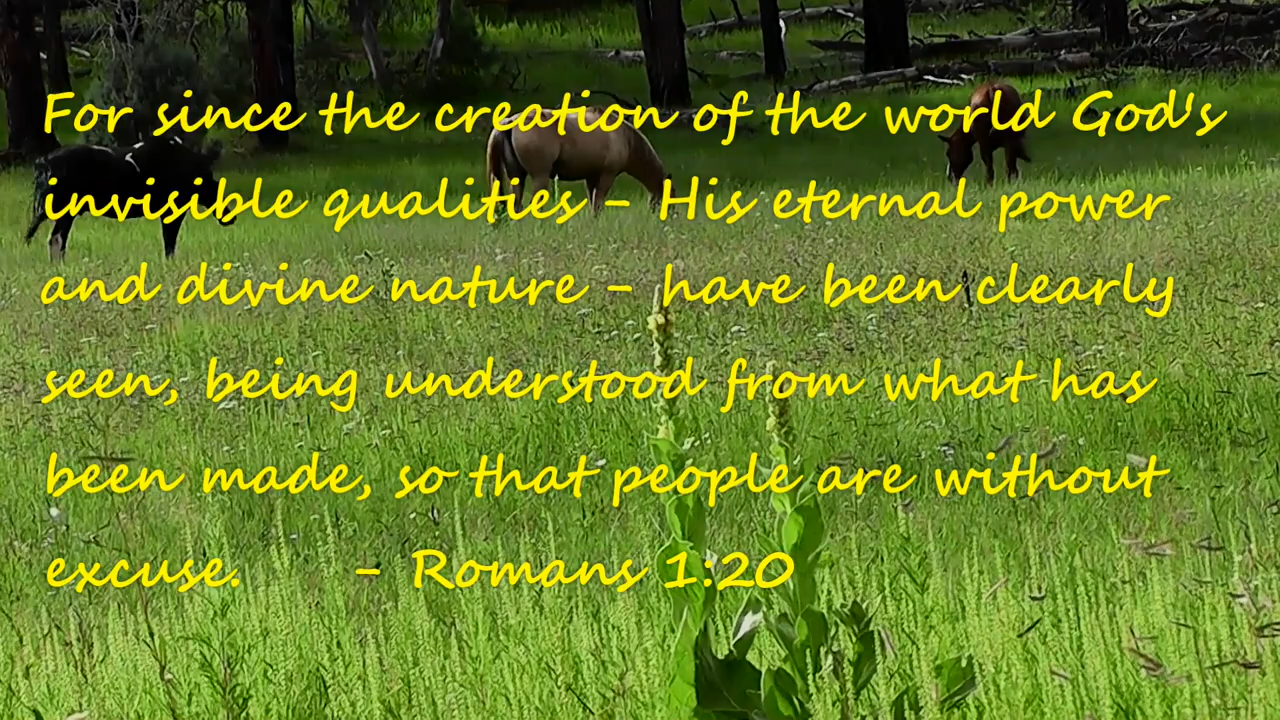 For since the creation of the world God's
invisible qualities - His eternal power
and divine nature - have been clearly
seen, being understood from what has
been made, so that people are without
excuse. - Romans 1:20